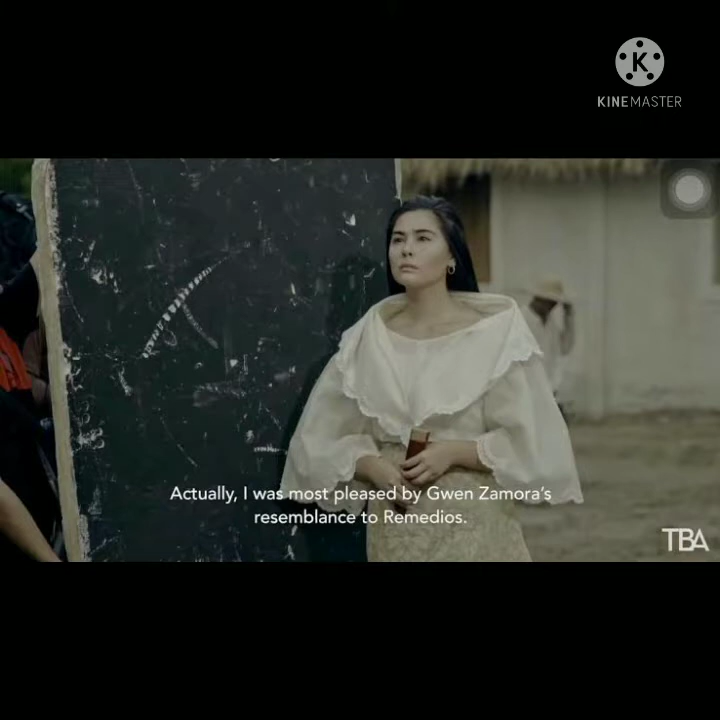 K
KINEMASTER
Actually, I was most pleased by Gwen Zamora's
resemblance to Remedios.
TBA